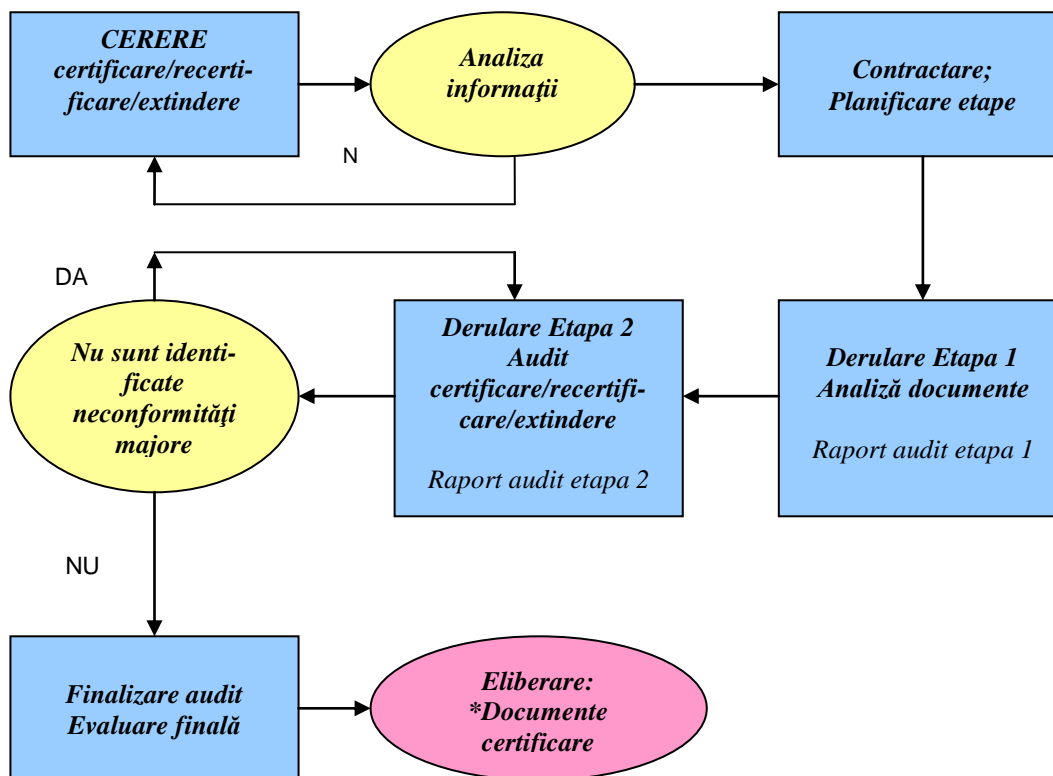 CERERE
certificare/recerti-
ficare/extindere
Analiza
informaţii
Contractare;
Planificare etape
N
DA
Nu sunt identi-
ficate
neconformităţi
majore
Derulare Etapa 2
Audit
certificare/recertifi-
care/extindere
Raport audit etapa 2
Derulare Etapa 1
Analiză documente
Raport audit etapa 1
NU
Finalizare audit
Evaluare finală
Eliberare:
*Documente
certificare